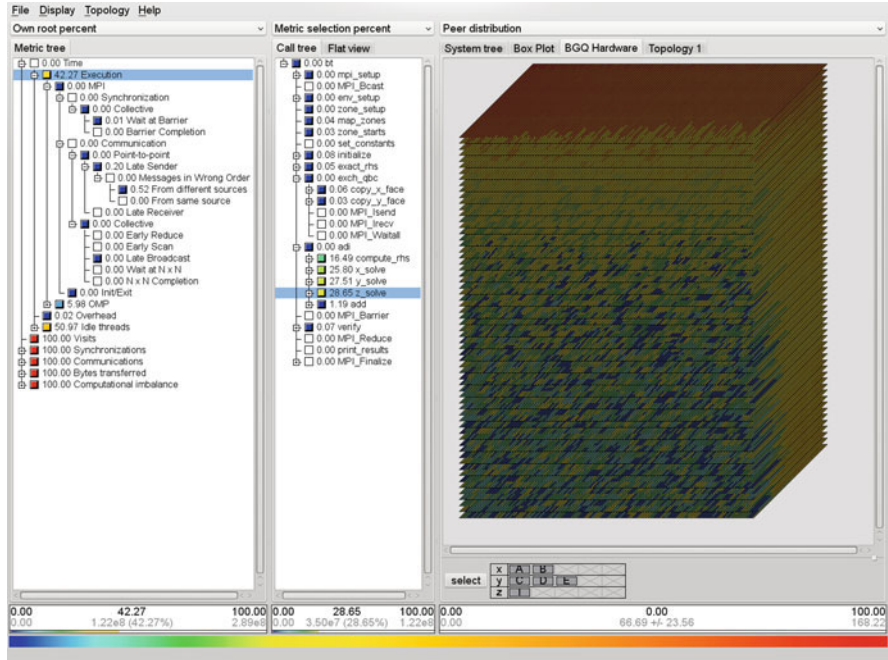 File Display Topology Help
Own root percent
Metric selection percent
Peer distribution
Metric tree
0.00 Time
42.27 Execution
0.00 MPI
0.00 Synchronization
0.00 Collective
0.01 Wait at Barrier
0.00 Barrier Completion
0.00 Communication
0.00 Point-to-point
0.20 Late Sender
0.00 Messages in Wrong Order
0.52 From different sources
0.00 From same source
0.00 Late Receiver
0.00 Collective
0.00 Early Reduce
0.00 Early Scan
0.00 Late Broadcast
0.00 Wait at N x N
0.00 N x N Completion
0.00 Init/Exit
5.98 OMP
0.02 Overhead
50.97 Idle threads
100.00 Visits
100.00 Synchronizations
100.00 Communications
100.00 Bytes transferred
100.00 Computational imbalance
Call tree Flat view
0.00 bt
0.00 mpi_setup
0.00 MPI_Bcast
0.00 env_setup
0.00 zone_setup
0.04 map_zones
0.03 zone_starts
0.00 set_constants
0.08 initialize
0.05 exact_rhs
0.00 exch_qbc
0.06 copy_x_face
0.03 copy_y_face
0.00 MPI_Isend
0.00 MPI_Irecv
0.00 MPI_Waitall
0.00 adi
16.49 compute_rhs
25.80 x_solve
27.51 y_solve
28.65 z_solve
1.19 add
0.00 MPI_Barrier
0.07 verify
0.00 MPI_Reduce
0.00 print_results
0.00 MPI_Finalize
System tree Box Plot BGQ Hardware Topology 1
select
x A B
y C D E
z T
0.00 42.27 100.00
0.00 1.22e8 (42.27%) 2.89e8
0.00 28.65 100.00
0.00 3.50e7 (28.65%) 1.22e8
0.00 0.00 100.00
0.00 66.69 +/- 23.56 168.22